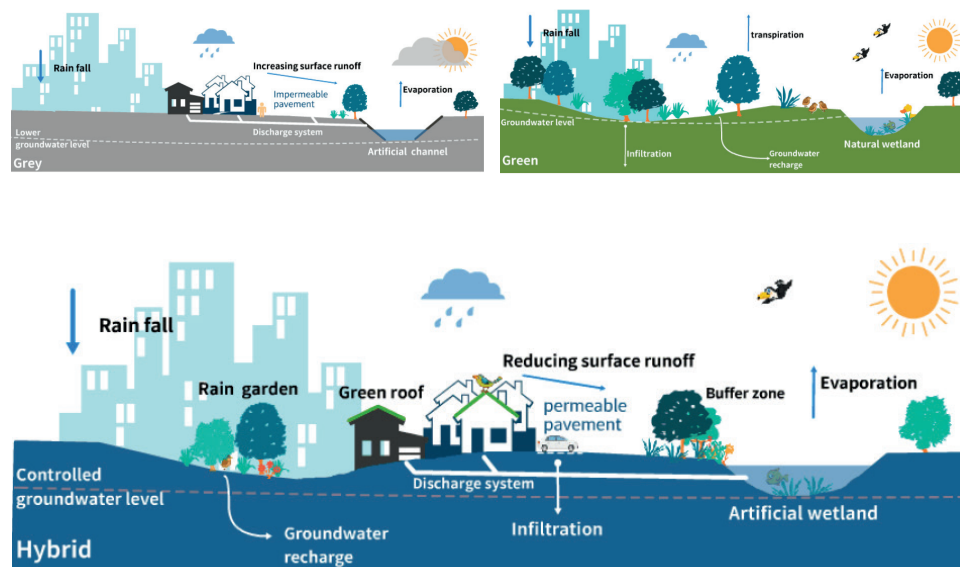 Rain fall
Increasing surface runoff
Impermeable
pavement
Evaporation
Lower
groundwater level
Discharge system
Artificial channel
Grey
Rain fall
transpiration
Evaporation
Groundwater level
Infiltration
Groundwater
recharge
Natural wetland
Green
Rain fall
Rain garden
Green roof
Reducing surface runoff
permeable
pavement
Buffer zone
Evaporation
Controlled
groundwater level
Discharge system
Artificial wetland
Infiltration
Groundwater
recharge
Hybrid